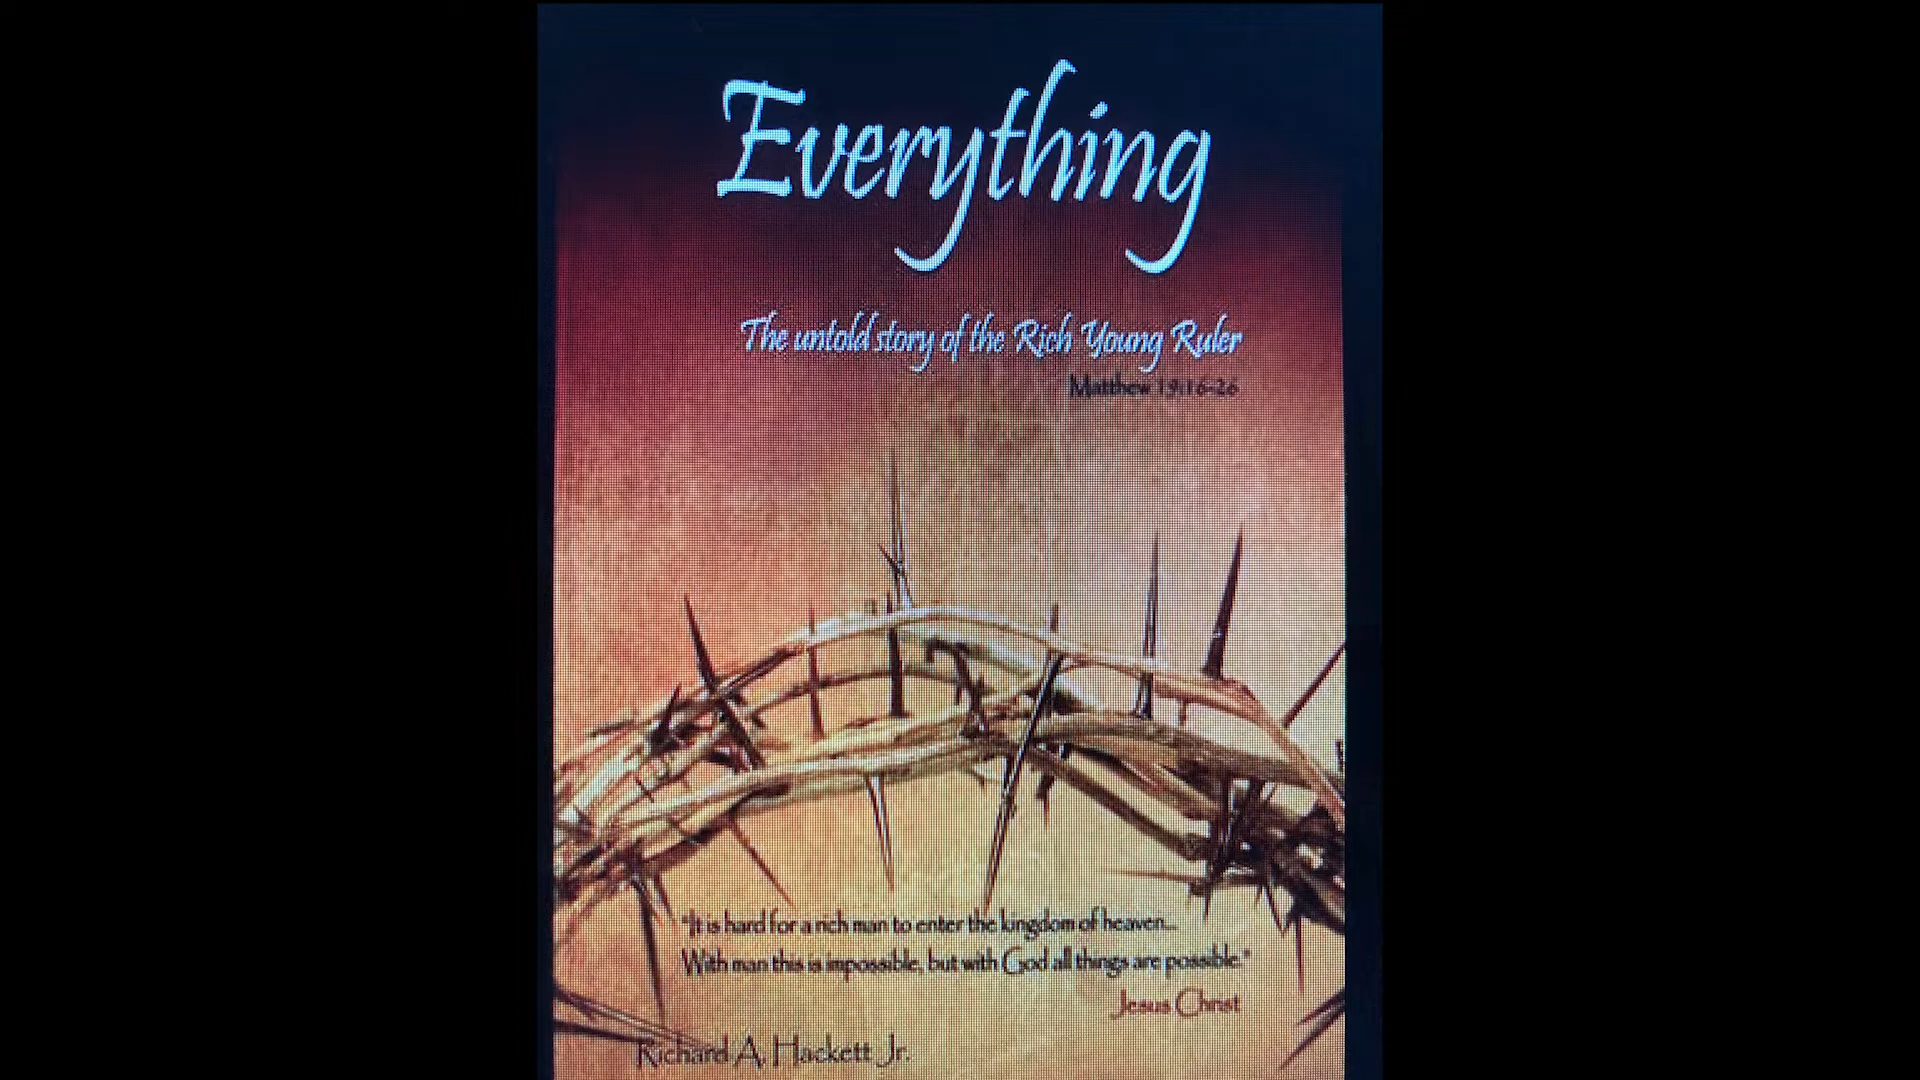 Everything
The untold story of the Rich Young Ruler
Matthew 19:16-26
"It is hard for a rich man to enter the kingdom of heaven...
With man this is impossible, but with God all things are possible."
Jesus Christ
Richard A. Hackett Jr.